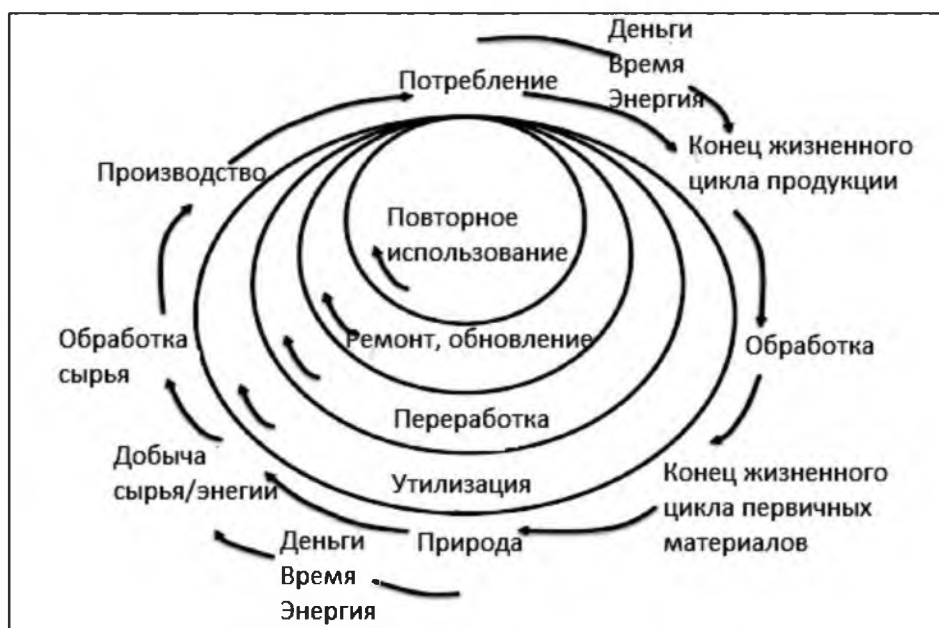 Деньги
Время
Энергия
Потребление
Конец жизненного
цикла продукции
Производство
Повторное
использование
Обработка
сырья
Ремонт, обновление
Обработка
Переработка
Добыча
сырья/энегии
Утилизация
Конец жизненного
цикла первичных
материалов
Природа
Деньги
Время
Энергия